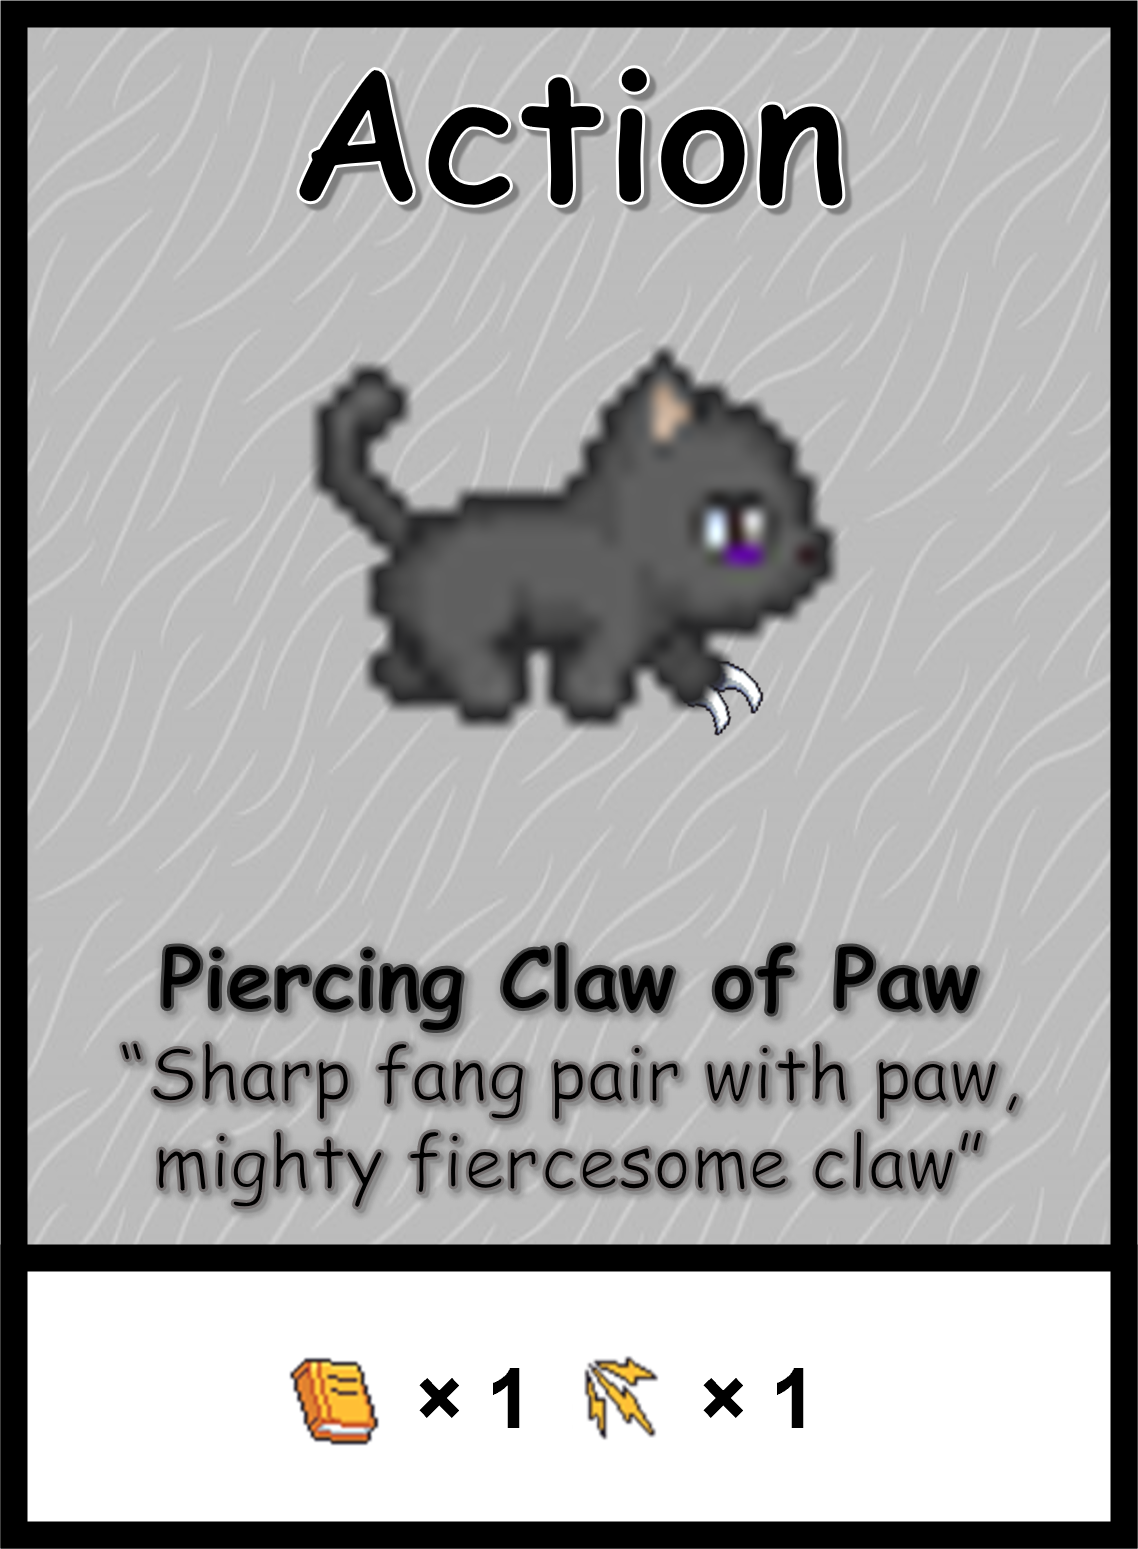 Action
Piercing Claw of Paw
“Sharp fang pair with paw,
mighty fiercesome claw”
× 1 × 1